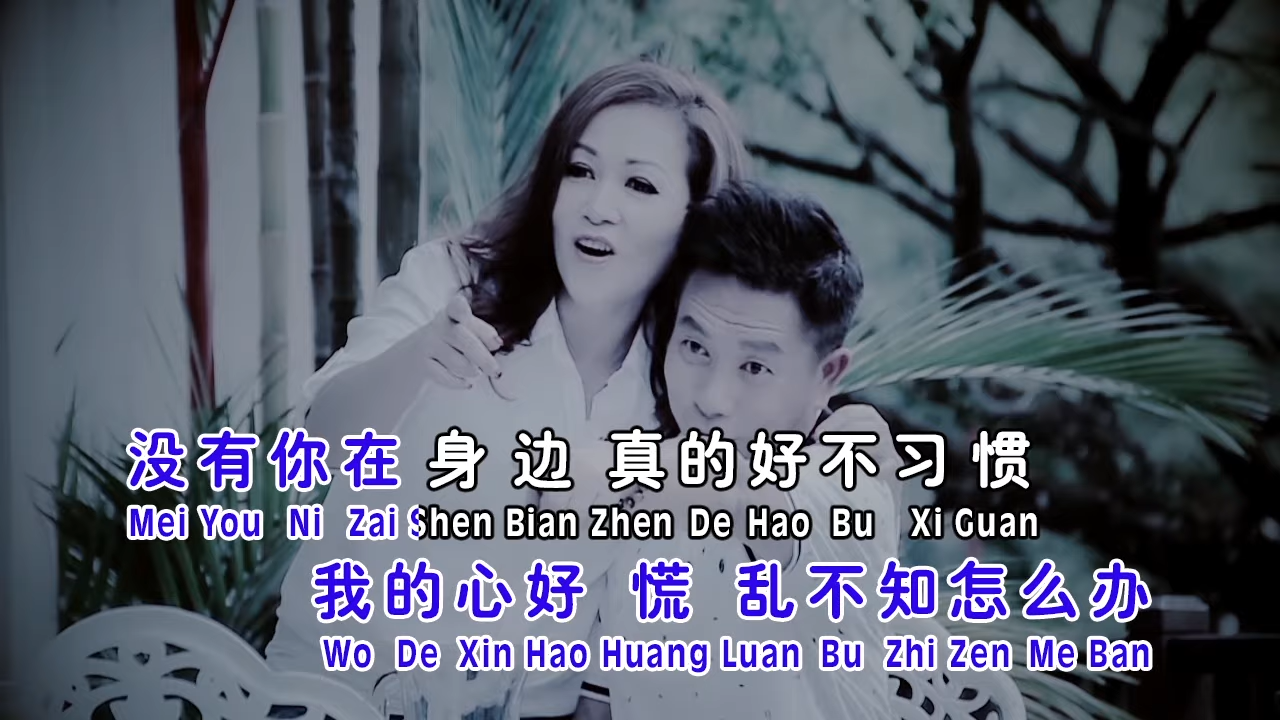 没有你在 身 边 真的好不习 惯
Mei You Ni Zai Shen Bian Zhen De Hao Bu Xi Guan
我的心好 慌 乱不知怎么办
Wo De Xin Hao Huang Luan Bu Zhi Zen Me Ban